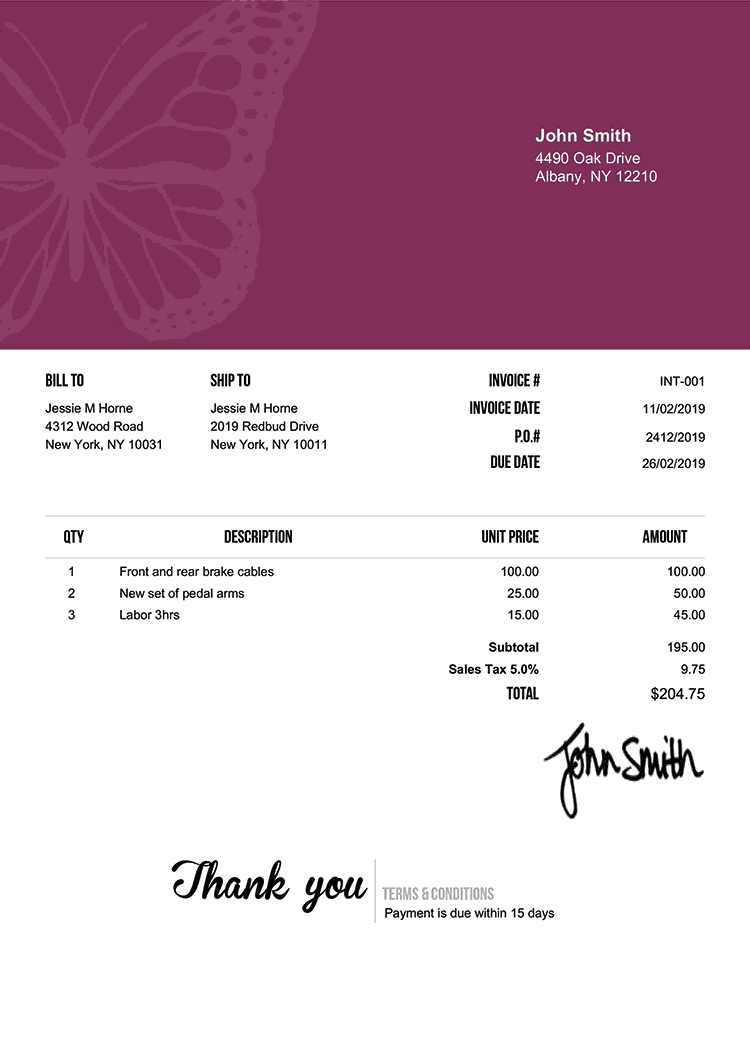 John Smith
4490 Oak Drive
Albany, NY 12210
BILL TO
Jessie M Horne
4312 Wood Road
New York, NY 10031
SHIP TO
Jessie M Horne
2019 Redbud Drive
New York, NY 10011
INVOICE # INT-001
INVOICE DATE 11/02/2019
P.O.# 2412/2019
DUE DATE 26/02/2019
QTY DESCRIPTION UNIT PRICE AMOUNT
1 Front and rear brake cables 100.00 100.00
2 New set of pedal arms 25.00 50.00
3 Labor 3hrs 15.00 45.00
Subtotal 195.00
Sales Tax 5.0% 9.75
TOTAL $204.75
John Smith
Thank you
TERMS & CONDITIONS
Payment is due within 15 days